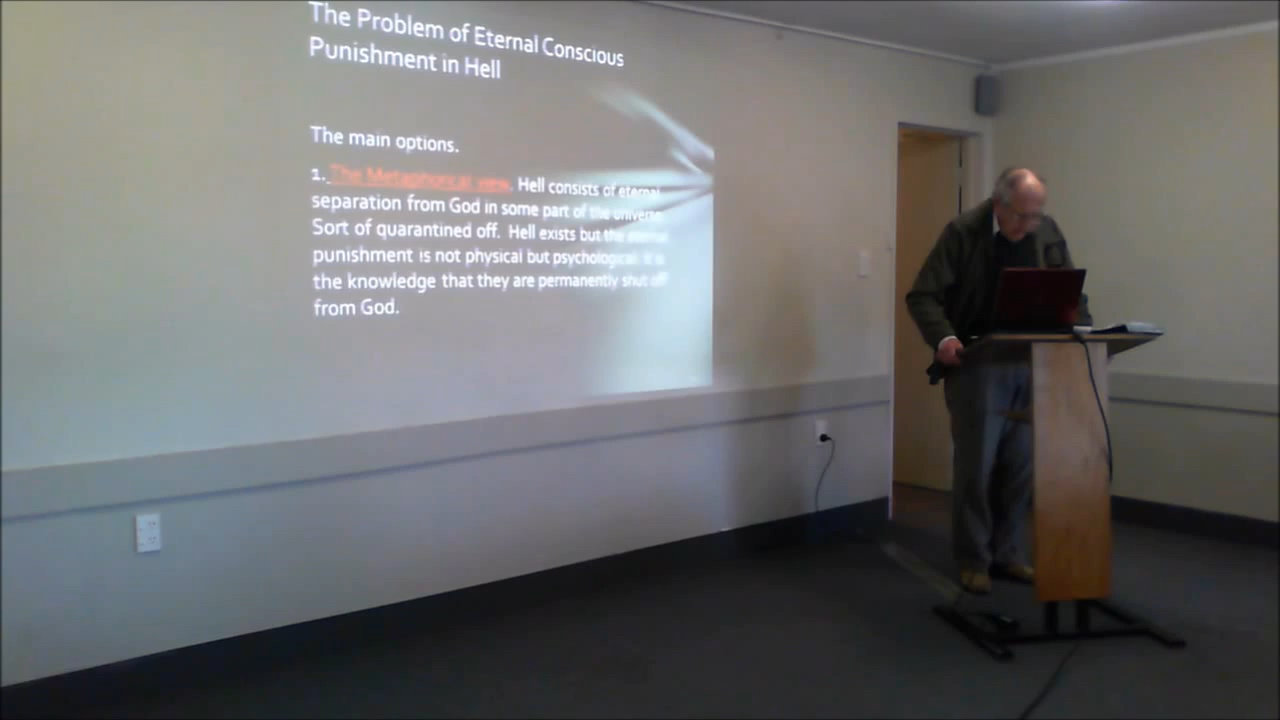 The Problem of Eternal Conscious
Punishment in Hell
The main options.
1. The Metaphorical view. Hell consists of eternal
separation from God in some part of the universe.
Sort of quarantined off. Hell exists but the eternal
punishment is not physical but psychological. It is
the knowledge that they are permanently shut off
from God.